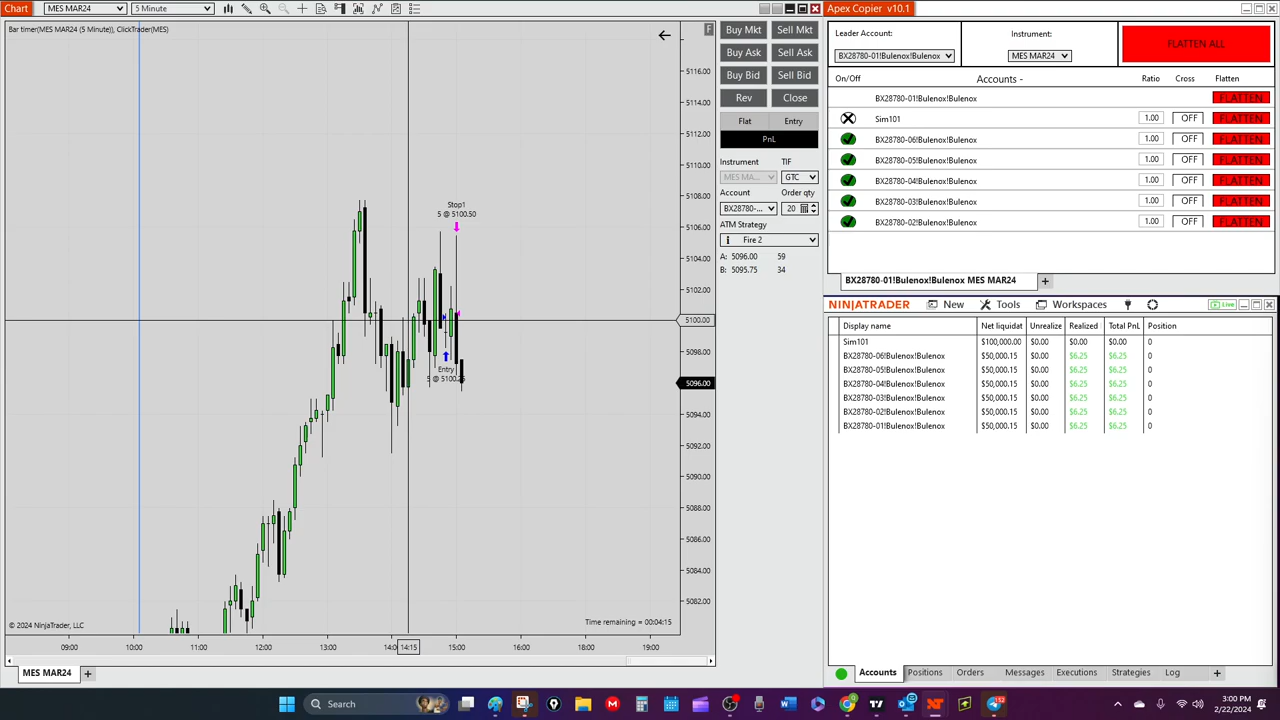 Chart MES MAR24 5 Minute
Bar timer(MES MAR24 (5 Minute)), ClickTrader(MES)
F
5116.00
5114.00
5112.00
5110.00
5108.00
5106.00
5104.00
5102.00
5100.00
5098.00
5096.00
5094.00
5092.00
5090.00
5088.00
5086.00
5084.00
5082.00
Stop1
5 @ 5100.50
Entry
5 @ 5100.25
© 2024 NinjaTrader, LLC
Time remaining = 00:04:15
09:00 10:00 11:00 12:00 13:00 14:15 15:00 16:00 17:00 18:00 19:00
MES MAR24 +
Buy Mkt Sell Mkt
Buy Ask Sell Ask
Buy Bid Sell Bid
Rev Close
Flat Entry
PnL
Instrument TIF
MES MA... GTC
Account Order qty
BX28780-... 20
ATM Strategy
Fire 2
A: 5096.00 59
B: 5095.75 34
Apex Copier v10.1
Leader Account: Instrument:
BX28780-01!Bulenox!Bulenox MES MAR24
FLATTEN ALL
On/Off Accounts - Ratio Cross Flatten
BX28780-01!Bulenox!Bulenox FLATTEN
Sim101 1.00 OFF FLATTEN
BX28780-06!Bulenox!Bulenox 1.00 OFF FLATTEN
BX28780-05!Bulenox!Bulenox 1.00 OFF FLATTEN
BX28780-04!Bulenox!Bulenox 1.00 OFF FLATTEN
BX28780-03!Bulenox!Bulenox 1.00 OFF FLATTEN
BX28780-02!Bulenox!Bulenox 1.00 OFF FLATTEN
BX28780-01!Bulenox!Bulenox MES MAR24 +
NINJATRADER New Tools Workspaces Live
Display name Net liquidat Unrealize Realized Total PnL Position
Sim101 $100,000.00 $0.00 $0.00 $0.00 0
BX28780-06!Bulenox!Bulenox $50,000.15 $0.00 $6.25 $6.25 0
BX28780-05!Bulenox!Bulenox $50,000.15 $0.00 $6.25 $6.25 0
BX28780-04!Bulenox!Bulenox $50,000.15 $0.00 $6.25 $6.25 0
BX28780-03!Bulenox!Bulenox $50,000.15 $0.00 $6.25 $6.25 0
BX28780-02!Bulenox!Bulenox $50,000.15 $0.00 $6.25 $6.25 0
BX28780-01!Bulenox!Bulenox $50,000.15 $0.00 $6.25 $6.25 0
Accounts Positions Orders Messages Executions Strategies Log +
Search
3:00 PM
2/22/2024